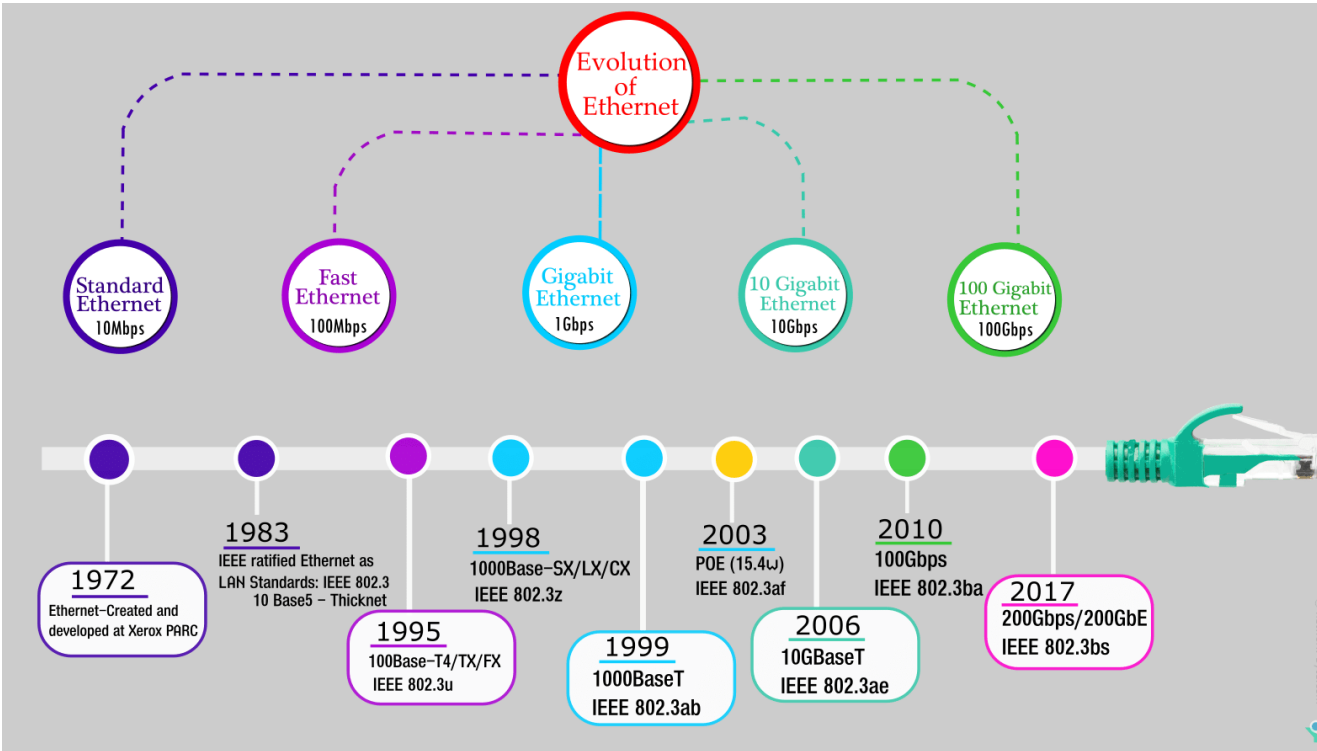 Evolution
of
Ethernet
Standard
Ethernet
10Mbps
Fast
Ethernet
100Mbps
Gigabit
Ethernet
1Gbps
10 Gigabit
Ethernet
10Gbps
100 Gigabit
Ethernet
100Gbps
1972
Ethernet-Created and
developed at Xerox PARC
1983
IEEE ratified Ethernet as
LAN Standards: IEEE 802.3
10 Base5 - Thicknet
1995
100Base-T4/TX/FX
IEEE 802.3u
1998
1000Base-SX/LX/CX
IEEE 802.3z
1999
1000BaseT
IEEE 802.3ab
2003
POE (15.4ω)
IEEE 802.3af
2006
10GBaseT
IEEE 802.3ae
2010
100Gbps
IEEE 802.3ba
2017
200Gbps/200GbE
IEEE 802.3bs